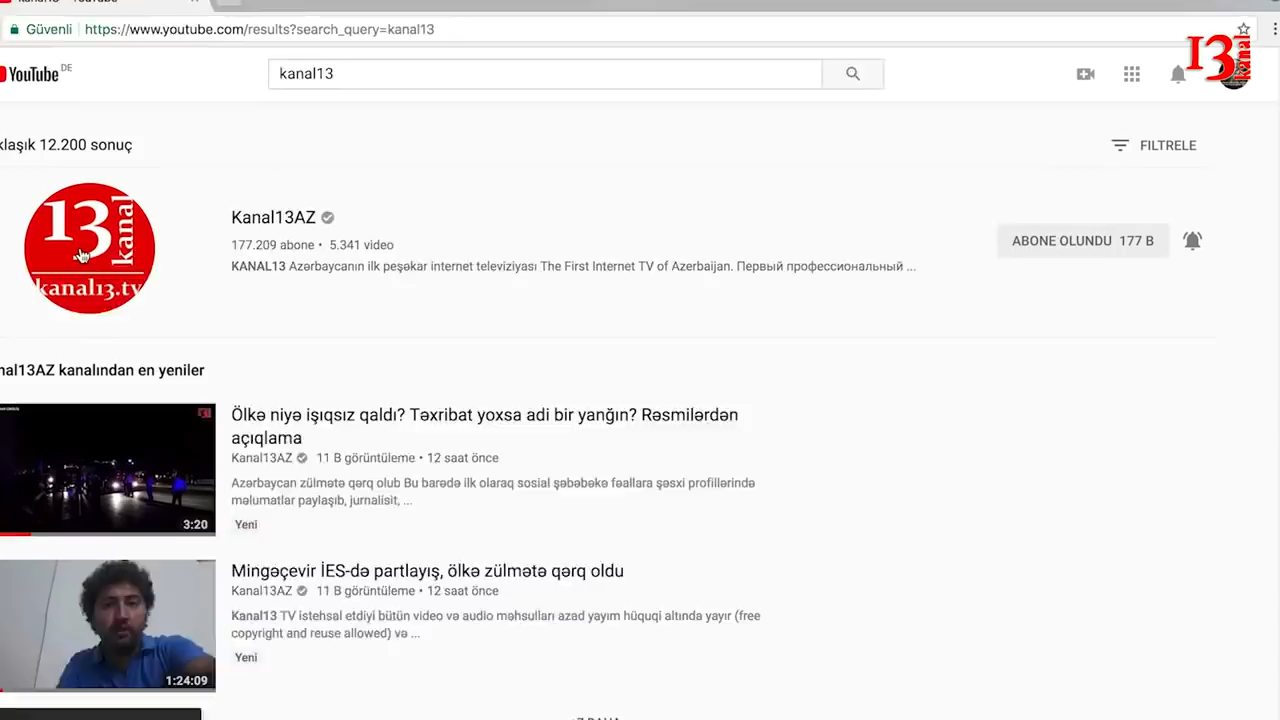 Güvenli
https://www.youtube.com/results?search_query=kanal13
13 kanal
YouTube DE
kanal13
klaşık 12.200 sonuç
FILTRELE
13 kanal
kanal13.tv
Kanal13AZ
177.209 abone • 5.341 video
KANAL13 Azərbaycanın ilk peşəkar internet televiziyası The First Internet TV of Azerbaijan. Первый профессиональный ...
ABONE OLUNDU 177 B
nal13AZ kanalından en yeniler
Ölkə niyə işıqsız qaldı? Təxribat yoxsa adi bir yanğın? Rəsmilərdən
açıqlama
Kanal13AZ 11 B görüntüleme • 12 saat önce
Azərbaycan zülmətə qərq olub Bu barədə ilk olaraq sosial şəbəbəkə fəallara şəsxi profillərində
məlumatlar paylaşıb, jurnalisit, ...
Yeni
3:20
Mingəçevir İES-də partlayış, ölkə zülmətə qərq oldu
Kanal13AZ 11 B görüntüleme • 12 saat önce
Kanal13 TV istehsal etdiyi bütün video və audio məhsulları azad yayım hüquqi altında yayır (free
copyright and reuse allowed) və ...
Yeni
1:24:09